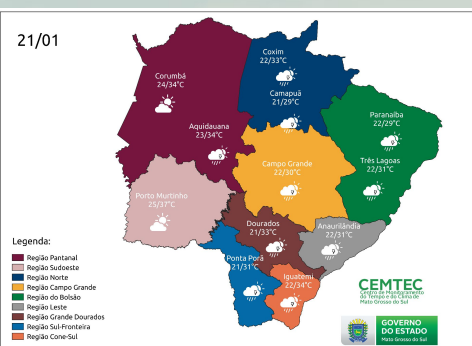 21/01
Coxim
22/33°C
Corumbá
24/34°C
Camapuã
21/29°C
Paranaíba
22/29°C
Aquidauana
23/34°C
Campo Grande
22/30°C
Três Lagoas
22/31°C
Porto Murtinho
25/37°C
Dourados
21/33°C
Anaurilândia
22/31°C
Ponta Porã
21/31°C
Iguatemi
22/34°C
Legenda:
Região Pantanal
Região Sudoeste
Região Norte
Região Campo Grande
Região do Bolsão
Região Leste
Região Grande Dourados
Região Sul-Fronteira
Região Cone-Sul
CEMTEC
Centro de Monitoramento
do Tempo e do Clima de
Mato Grosso do Sul
GOVERNO
DO ESTADO
Mato Grosso do Sul